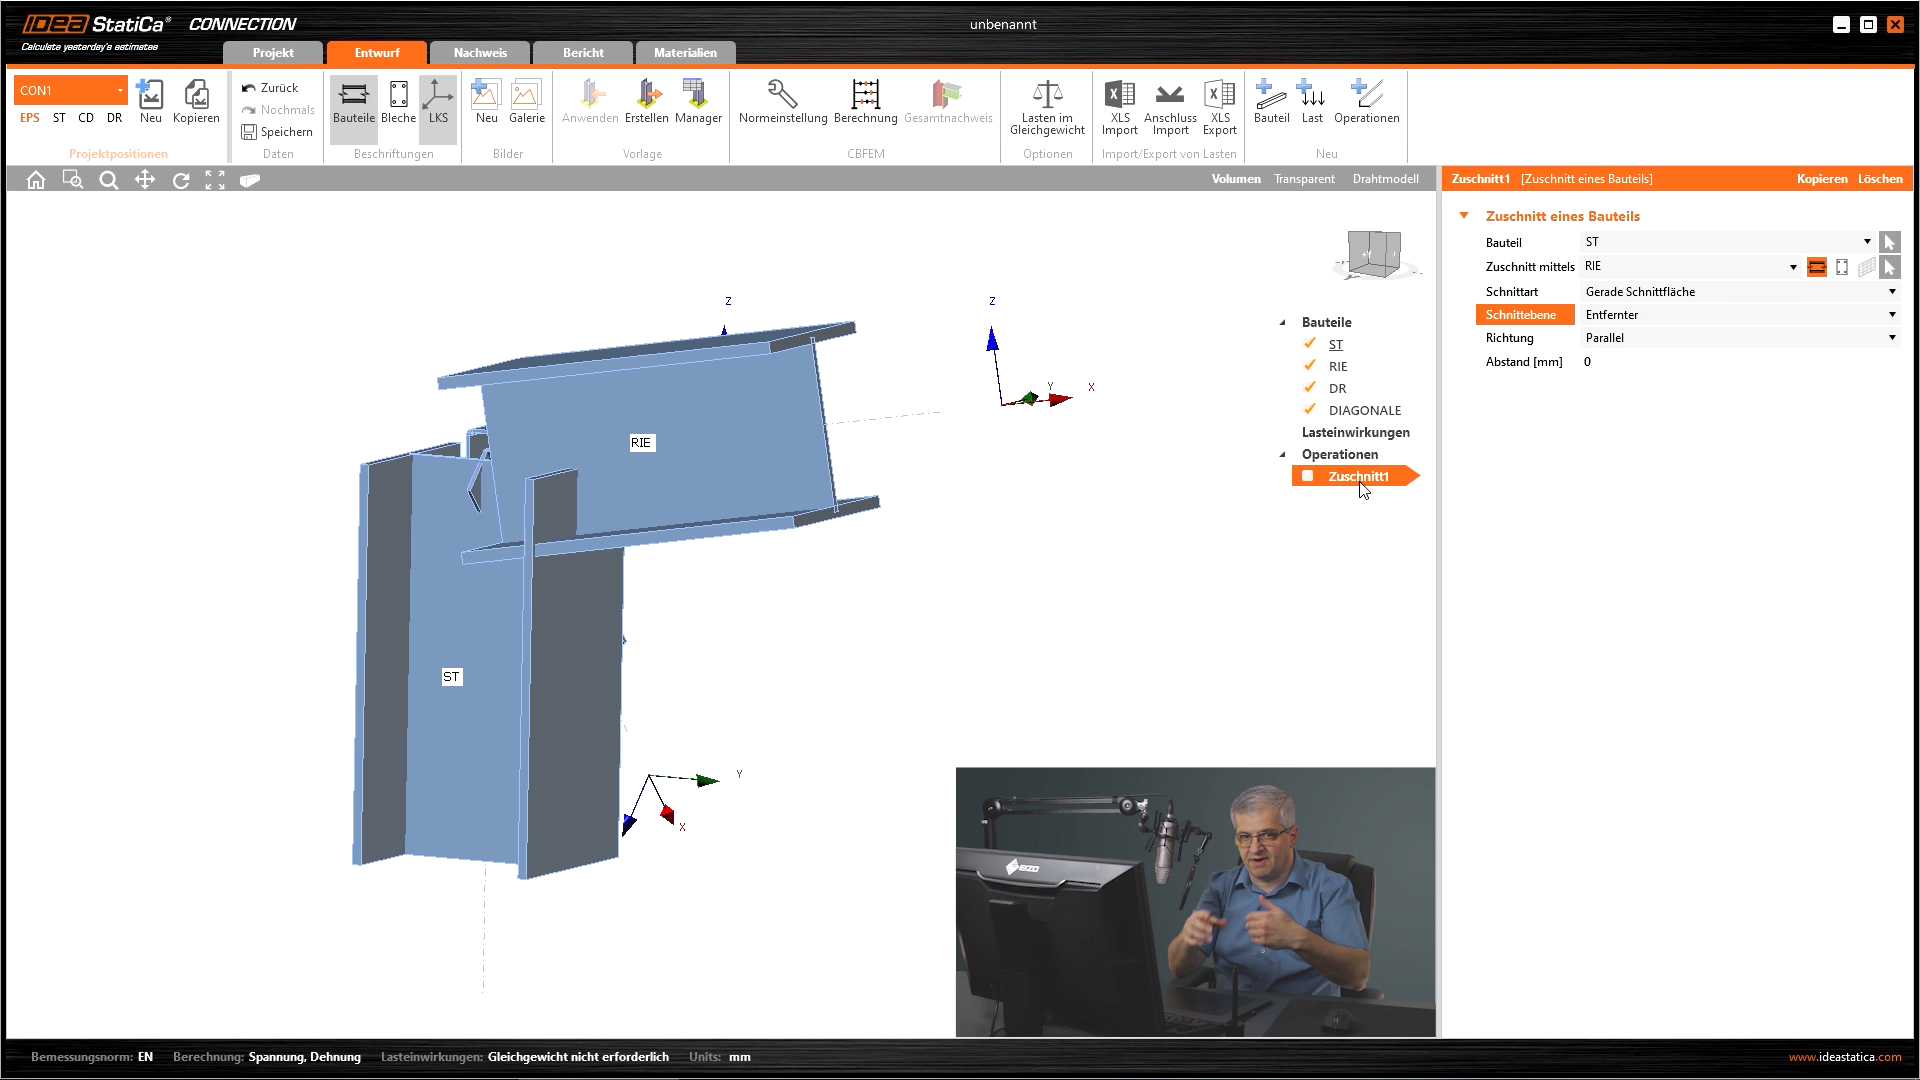 IDEA StatiCa® CONNECTION
Calculate yesterday's estimates
unbenannt
Projekt
Entwurf
Nachweis
Bericht
Materialien
CON1
EPS ST CD DR
Neu
Kopieren
Projektpositionen
Zurück
Nochmals
Speichern
Daten
Bauteile
Bleche
LKS
Beschriftungen
Neu
Galerie
Bilder
Anwenden
Erstellen
Manager
Vorlage
Normeinstellung
Berechnung
Gesamtnachweis
CBFEM
Lasten im
Gleichgewicht
Optionen
XLS
Import
Anschluss
Import
XLS
Export
Import/Export von Lasten
Bauteil
Last
Operationen
Neu
Volumen
Transparent
Drahtmodell
Zuschnitt1 [Zuschnitt eines Bauteils]
Kopieren
Löschen
Zuschnitt eines Bauteils
Bauteil ST
Zuschnitt mittels RIE
Schnittart Gerade Schnittfläche
Schnittebene Entfernter
Richtung Parallel
Abstand [mm] 0
Z
Z
Y
X
RIE
ST
Y
X
Bauteile
ST
RIE
DR
DIAGONALE
Lasteinwirkungen
Operationen
Zuschnitt1
EIZO
Bemessungsnorm: EN
Berechnung: Spannung, Dehnung
Lasteinwirkungen: Gleichgewicht nicht erforderlich
Units: mm
www.ideastatica.com